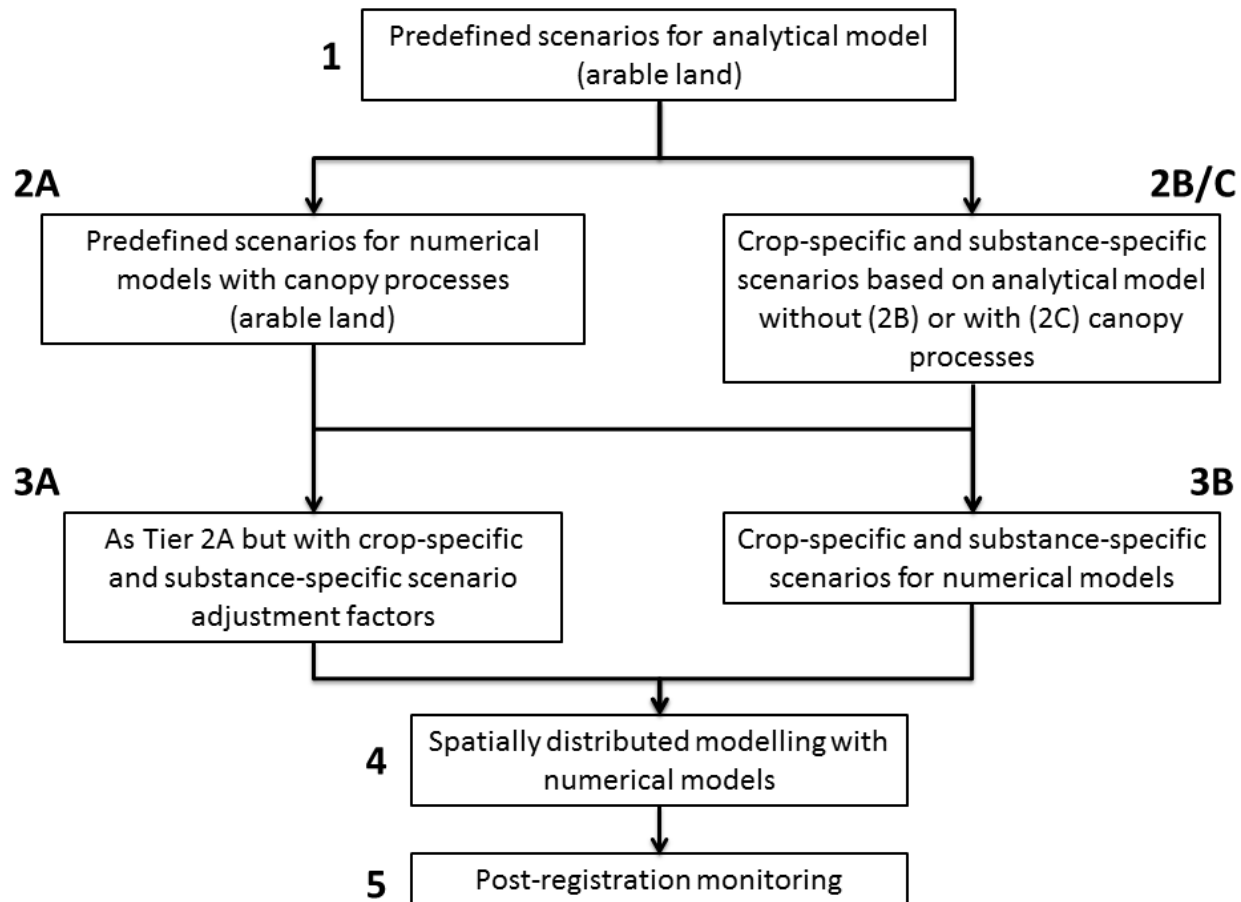 1
Predefined scenarios for analytical model
(arable land)
2A
Predefined scenarios for numerical
models with canopy processes
(arable land)
2B/C
Crop-specific and substance-specific
scenarios based on analytical model
without (2B) or with (2C) canopy
processes
3A
As Tier 2A but with crop-specific
and substance-specific scenario
adjustment factors
3B
Crop-specific and substance-specific
scenarios for numerical models
4
Spatially distributed modelling with
numerical models
5
Post-registration monitoring